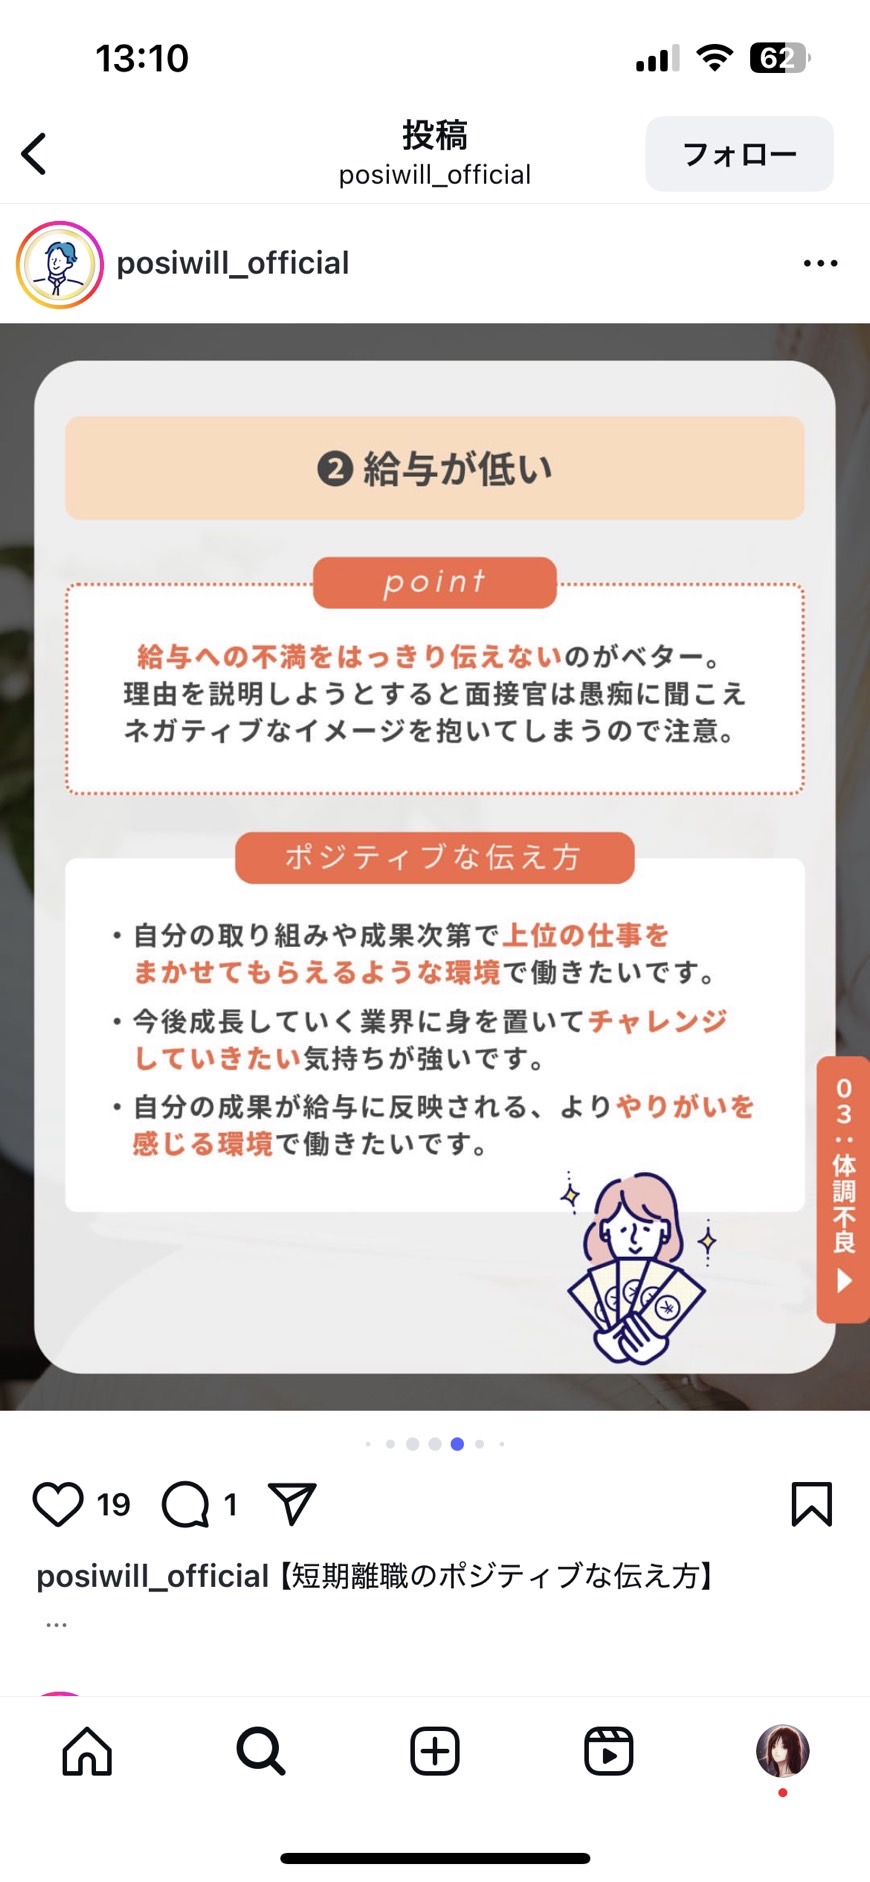 13:10
62
投稿
posiwill_official
フォロー
posiwill_official
❷ 給与が低い
point
給与への不満をはっきり伝えないのがベター。
理由を説明しようとすると面接官は愚痴に聞こえ
ネガティブなイメージを抱いてしまうので注意。
ポジティブな伝え方
・自分の取り組みや成果次第で上位の仕事を
まかせてもらえるような環境で働きたいです。
・今後成長していく業界に身を置いてチャレンジ
していきたい気持ちが強いです。
・自分の成果が給与に反映される、よりやりがいを
感じる環境で働きたいです。
03：体調不良▶
19
1
posiwill_official【短期離職のポジティブな伝え方】
...